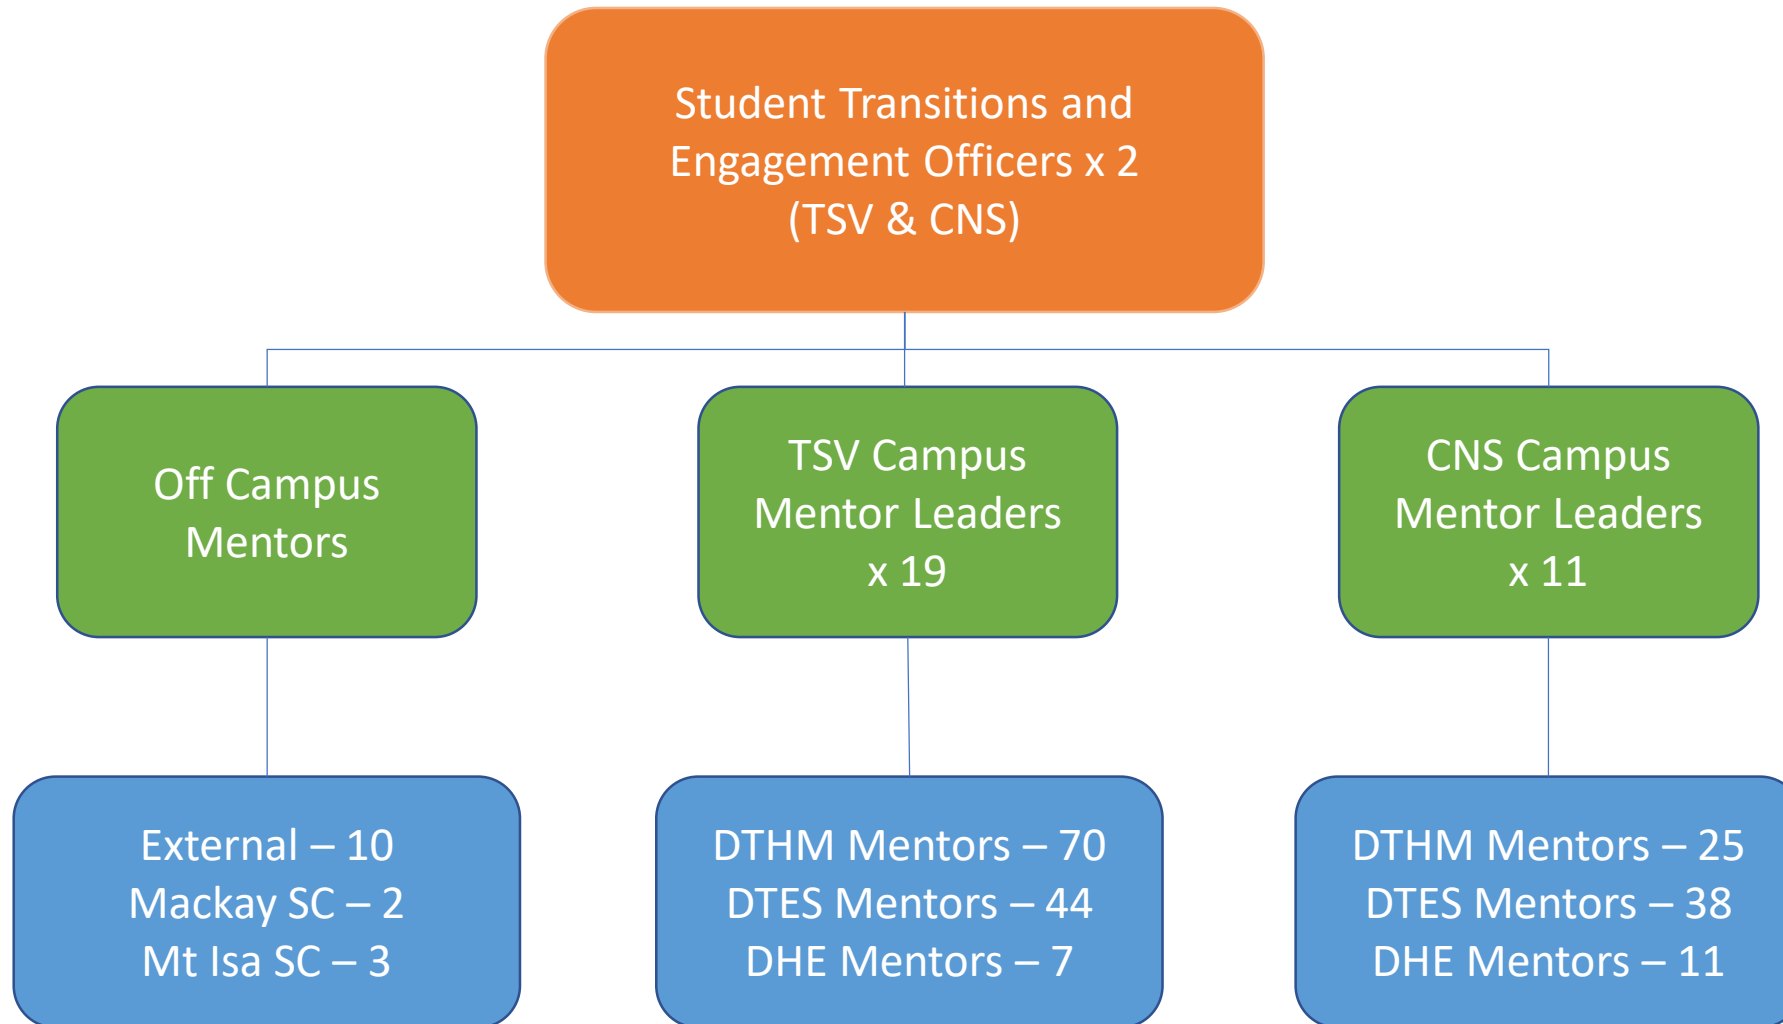 Student Transitions and
Engagement Officers x 2
(TSV & CNS)
Off Campus
Mentors
TSV Campus
Mentor Leaders
x 19
CNS Campus
Mentor Leaders
x 11
External – 10
Mackay SC – 2
Mt Isa SC – 3
DTHM Mentors – 70
DTES Mentors – 44
DHE Mentors – 7
DTHM Mentors – 25
DTES Mentors – 38
DHE Mentors – 11